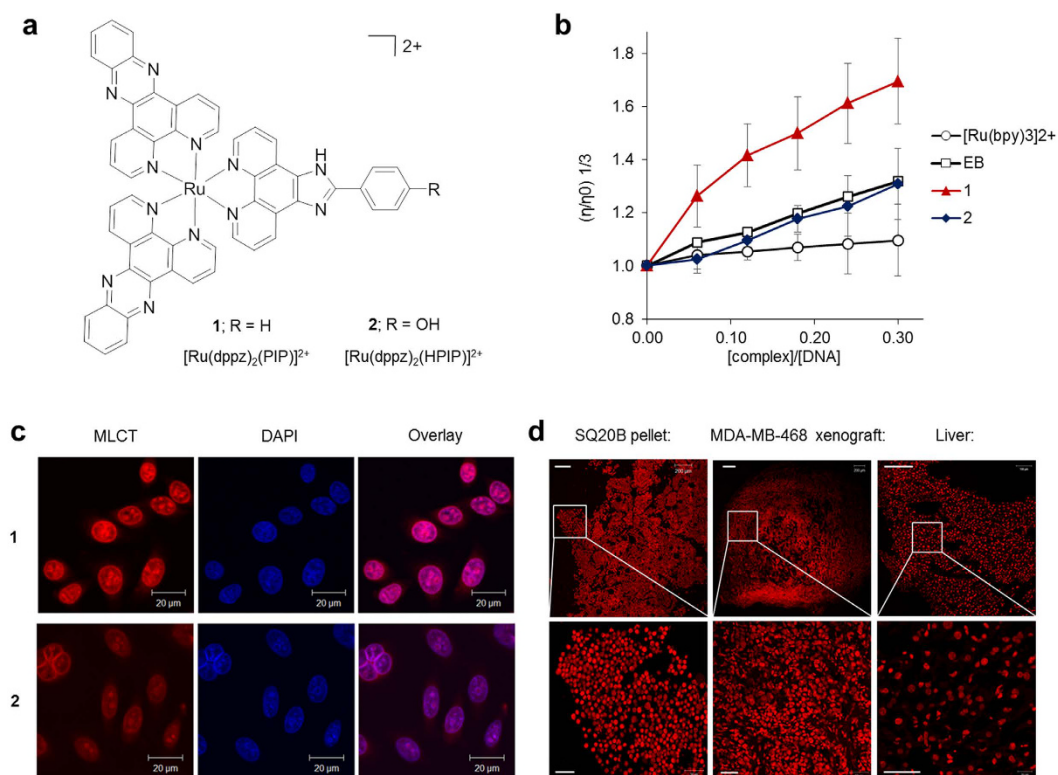 a
2+
N
N
N
N
N
N
Ru
N
N
N
N
N
N
H
N
R
1; R = H
2; R = OH
[Ru(dppz)2(PIP)]2+
[Ru(dppz)2(HPIP)]2+
b
(η/η0) 1/3
1.8
1.6
1.4
1.2
1.0
0.8
0.00
0.10
0.20
0.30
[complex]/[DNA]
[Ru(bpy)3]2+
EB
1
2
c
MLCT
DAPI
Overlay
1
20 µm
20 µm
20 µm
2
20 µm
20 µm
20 µm
d
SQ20B pellet:
MDA-MB-468 xenograft:
Liver:
200 µm